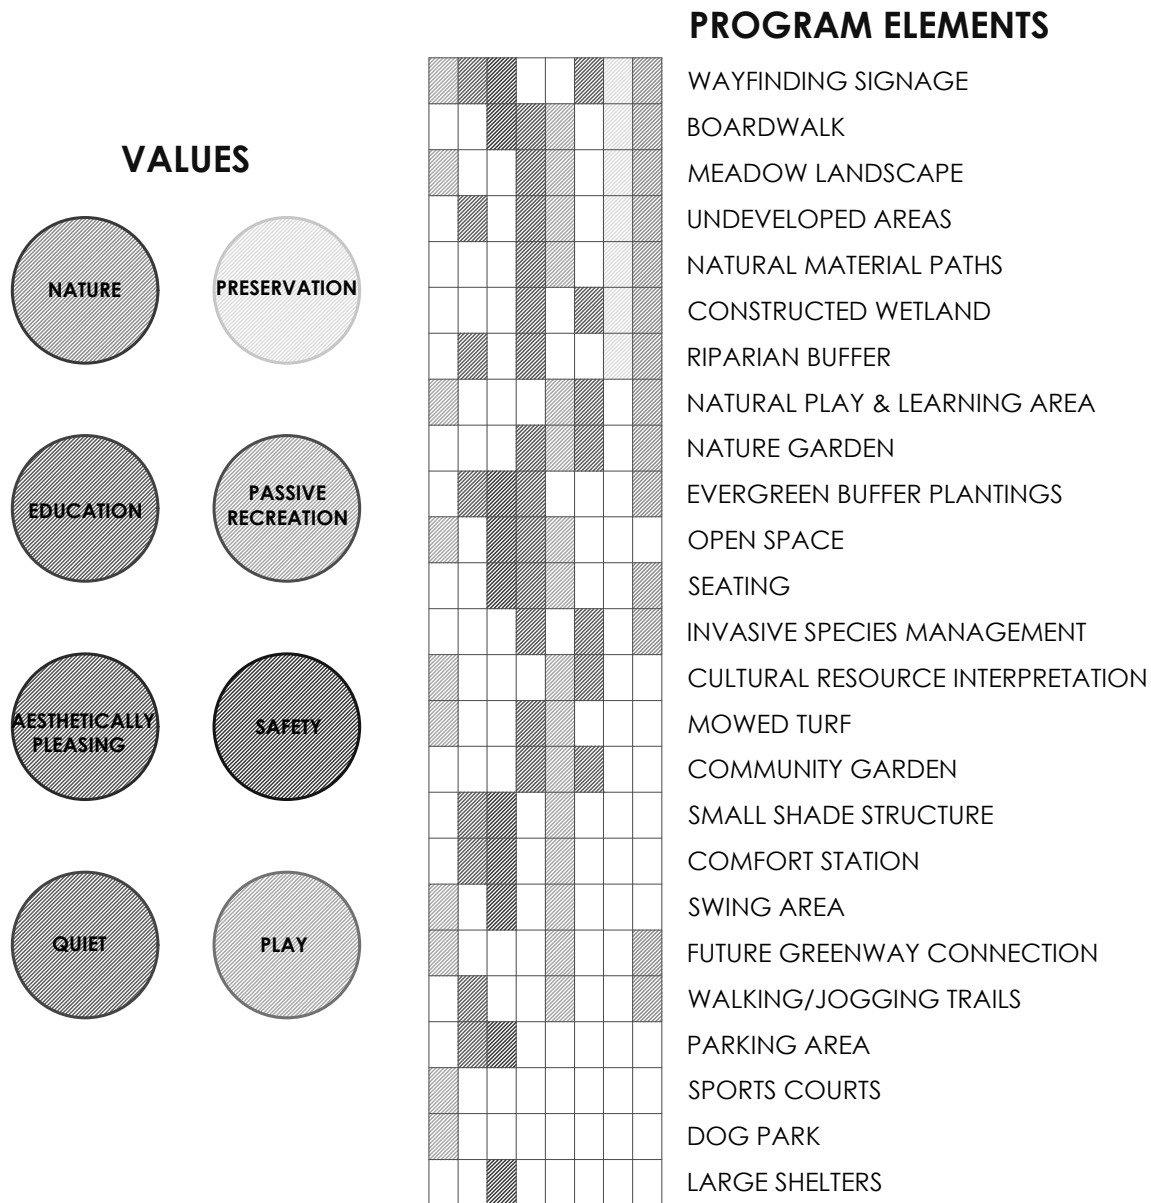 PROGRAM ELEMENTS
WAYFINDING SIGNAGE
BOARDWALK
MEADOW LANDSCAPE
UNDEVELOPED AREAS
NATURAL MATERIAL PATHS
CONSTRUCTED WETLAND
RIPARIAN BUFFER
NATURAL PLAY & LEARNING AREA
NATURE GARDEN
EVERGREEN BUFFER PLANTINGS
OPEN SPACE
SEATING
INVASIVE SPECIES MANAGEMENT
CULTURAL RESOURCE INTERPRETATION
MOWED TURF
COMMUNITY GARDEN
SMALL SHADE STRUCTURE
COMFORT STATION
SWING AREA
FUTURE GREENWAY CONNECTION
WALKING/JOGGING TRAILS
PARKING AREA
SPORTS COURTS
DOG PARK
LARGE SHELTERS
VALUES
NATURE
PRESERVATION
EDUCATION
PASSIVE
RECREATION
AESTHETICALLY
PLEASING
SAFETY
QUIET
PLAY